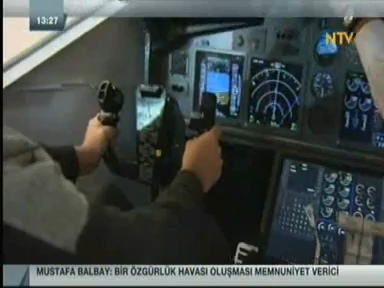 13:27
NTV
MUSTAFA BALBAY: BİR ÖZGÜRLÜK HAVASI OLUŞMASI MEMNUNİYET VERİCİ